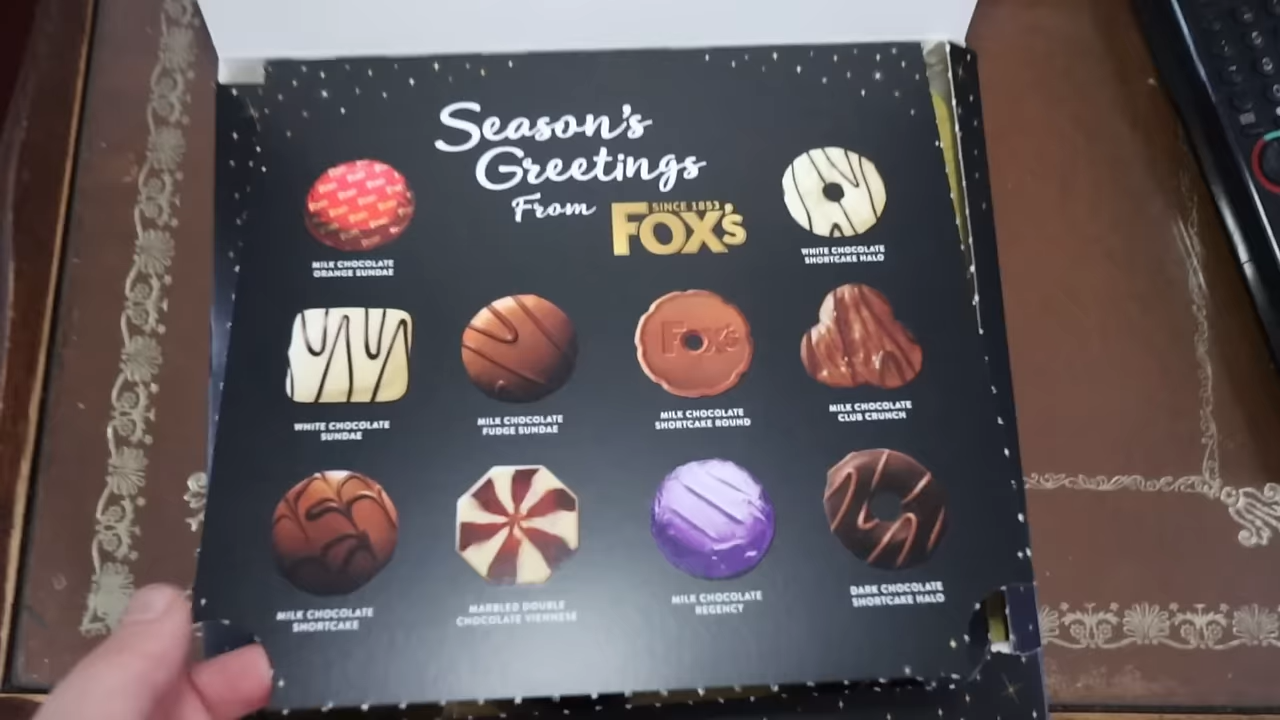 Season's
Greetings
From
SINCE 1853
FOX's
MILK CHOCOLATE
ORANGE SUNDAE
WHITE CHOCOLATE
SHORTCAKE HALO
WHITE CHOCOLATE
SUNDAE
MILK CHOCOLATE
FUDGE SUNDAE
Fox's
MILK CHOCOLATE
SHORTCAKE ROUND
MILK CHOCOLATE
CLUB CRUNCH
MILK CHOCOLATE
SHORTCAKE
MARBLED DOUBLE
CHOCOLATE VIENNESE
MILK CHOCOLATE
REGENCY
DARK CHOCOLATE
SHORTCAKE HALO